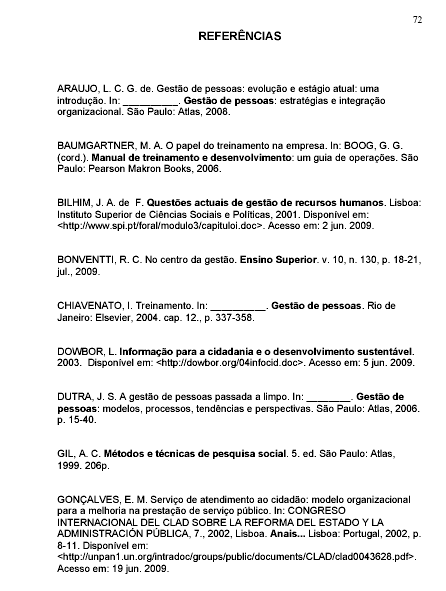 72
REFERÊNCIAS
ARAUJO, L. C. G. de. Gestão de pessoas: evolução e estágio atual: uma
introdução. In: __________. Gestão de pessoas: estratégias e integração
organizacional. São Paulo: Atlas, 2008.
BAUMGARTNER, M. A. O papel do treinamento na empresa. In: BOOG, G. G.
(cord.). Manual de treinamento e desenvolvimento: um guia de operações. São
Paulo: Pearson Makron Books, 2006.
BILHIM, J. A. de  F. Questões actuais de gestão de recursos humanos. Lisboa:
Instituto Superior de Ciências Sociais e Políticas, 2001. Disponível em:
<http://www.spi.pt/foral/modulo3/capituloi.doc>. Acesso em: 2 jun. 2009.
BONVENTTI, R. C. No centro da gestão. Ensino Superior. v. 10, n. 130, p. 18-21,
jul., 2009.
CHIAVENATO, I. Treinamento. In: __________. Gestão de pessoas. Rio de
Janeiro: Elsevier, 2004. cap. 12., p. 337-358.
DOWBOR, L. Informação para a cidadania e o desenvolvimento sustentável.
2003.  Disponível em: <http://dowbor.org/04infocid.doc>. Acesso em: 5 jun. 2009.
DUTRA, J. S. A gestão de pessoas passada a limpo. In: ________. Gestão de
pessoas: modelos, processos, tendências e perspectivas. São Paulo: Atlas, 2006.
p. 15-40.
GIL, A. C. Métodos e técnicas de pesquisa social. 5. ed. São Paulo: Atlas,
1999. 206p.
GONÇALVES, E. M. Serviço de atendimento ao cidadão: modelo organizacional
para a melhoria na prestação de serviço público. In: CONGRESO
INTERNACIONAL DEL CLAD SOBRE LA REFORMA DEL ESTADO Y LA
ADMINISTRACIÓN PÚBLICA, 7., 2002, Lisboa. Anais... Lisboa: Portugal, 2002, p.
8-11. Disponível em:
<http://unpan1.un.org/intradoc/groups/public/documents/CLAD/clad0043628.pdf>.
Acesso em: 19 jun. 2009.